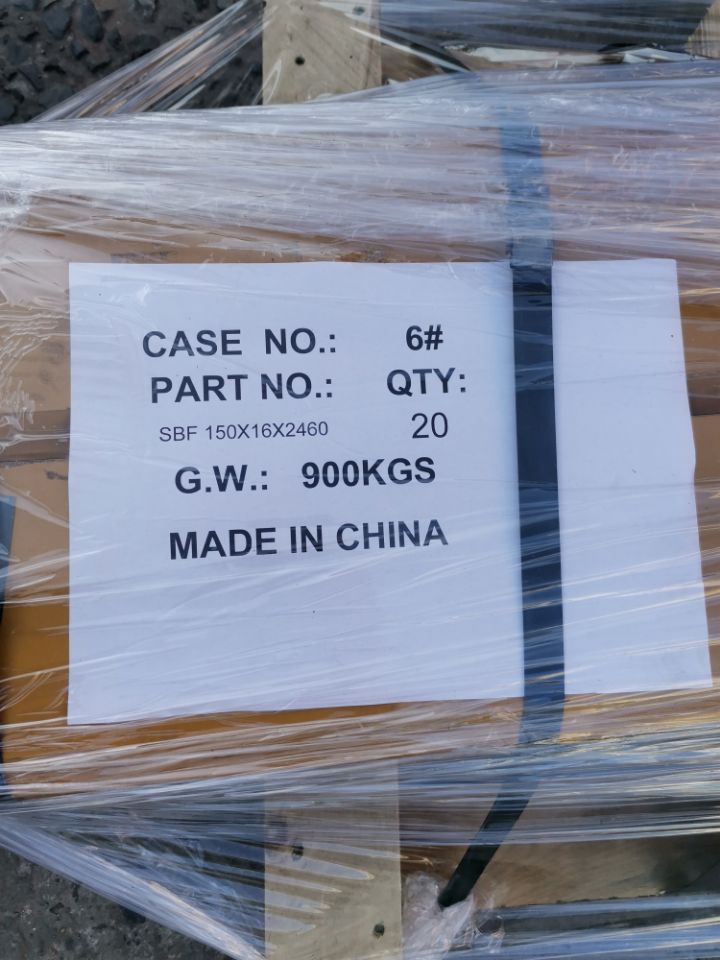 CASE NO.: 6#
PART NO.: QTY:
SBF 150X16X2460 20
G.W.: 900KGS
MADE IN CHINA